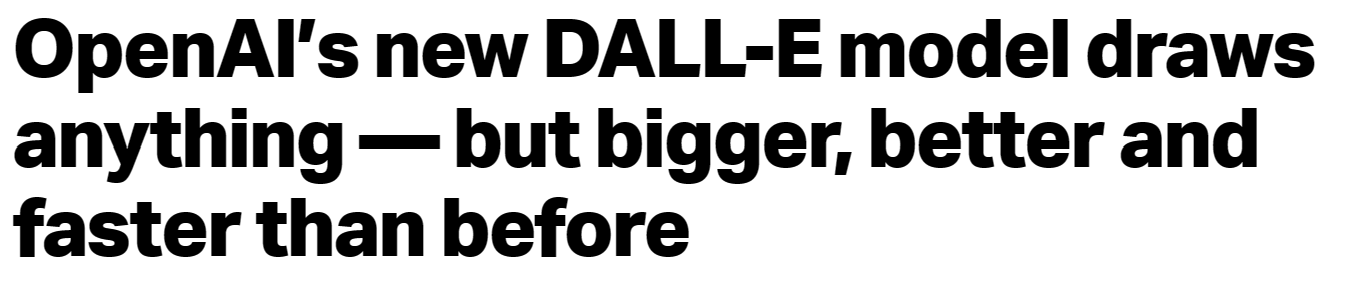 OpenAI’s new DALL-E model draws
anything — but bigger, better and
faster than before